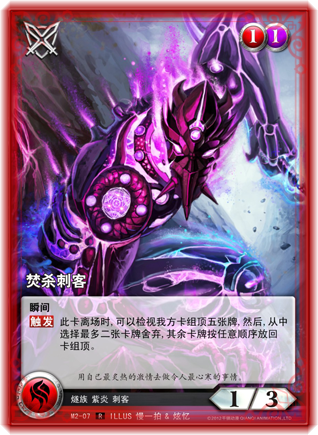 1 1
焚杀刺客
瞬间
触发 此卡离场时,可以检视我方卡组顶五张牌,然后,从中
选择最多二张卡牌舍弃,其余卡牌按任意顺序放回
卡组顶。
用自己最灵热的激情去做令人最心寒的事情。
燧族 紫炎 刺客
1 / 3
M2-07 R ILLUS 慢一拍 & 炫忆